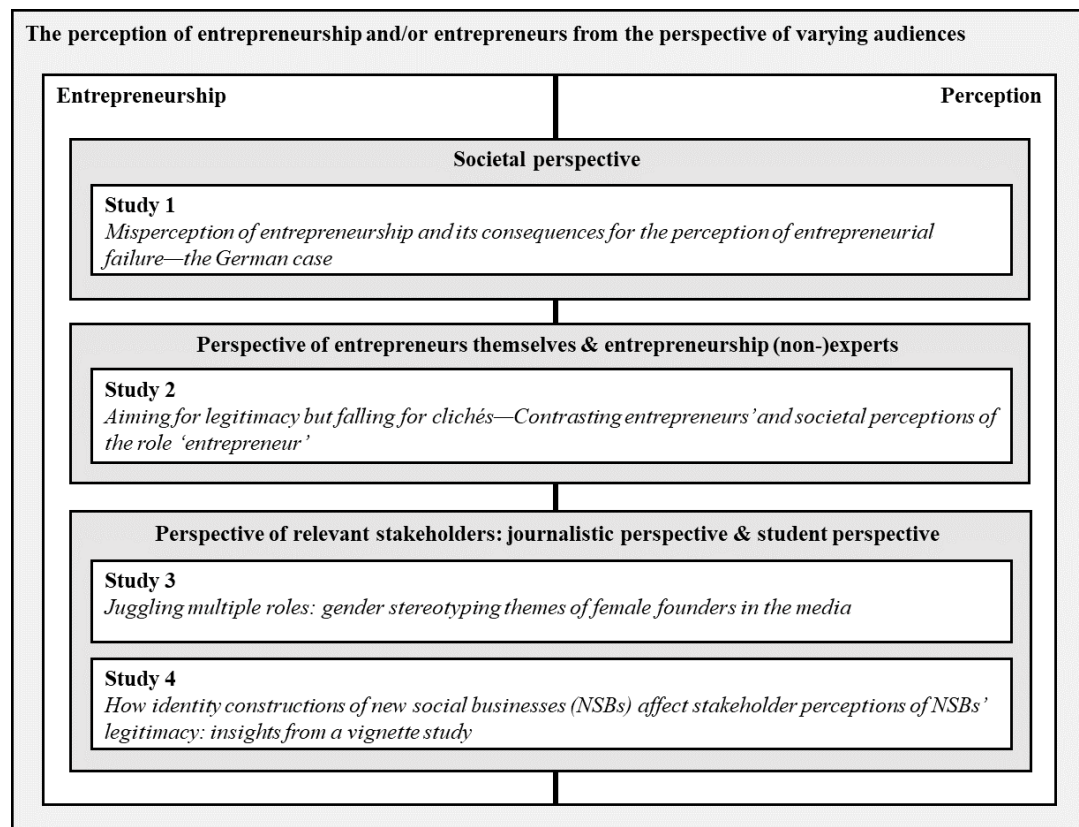 The perception of entrepreneurship and/or entrepreneurs from the perspective of varying audiences
Entrepreneurship
Perception
Societal perspective
Study 1
Misperception of entrepreneurship and its consequences for the perception of entrepreneurial
failure—the German case
Perspective of entrepreneurs themselves & entrepreneurship (non-)experts
Study 2
Aiming for legitimacy but falling for clichés—Contrasting entrepreneurs’ and societal perceptions of
the role ‘entrepreneur’
Perspective of relevant stakeholders: journalistic perspective & student perspective
Study 3
Juggling multiple roles: gender stereotyping themes of female founders in the media
Study 4
How identity constructions of new social businesses (NSBs) affect stakeholder perceptions of NSBs’
legitimacy: insights from a vignette study